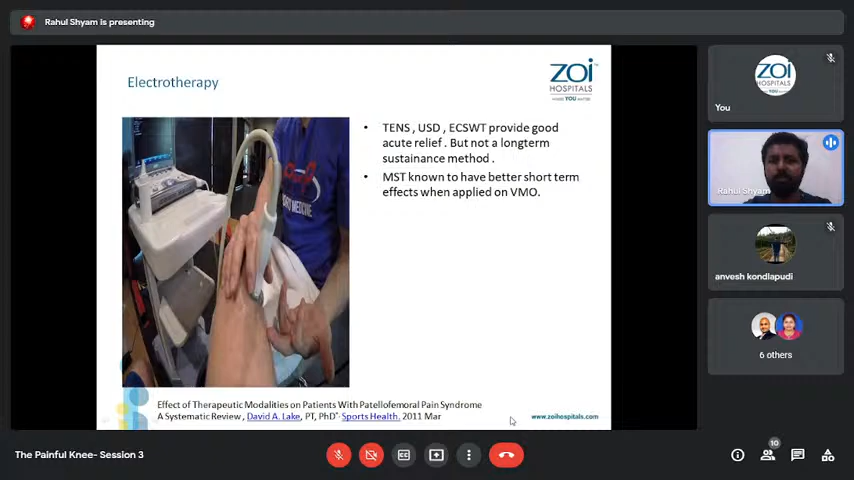 Rahul Shyam is presenting
Electrotherapy
ZOI
HOSPITALS
TENS , USD , ECSWT provide good
acute relief . But not a longterm
sustainance method .
MST known to have better short term
effects when applied on VMO.
Effect of Therapeutic Modalities on Patients With Patellofemoral Pain Syndrome
A Systematic Review , David A. Lake, PT, PhD* Sports Health. 2011 Mar
www.zoihospitals.com
ZOI
HOSPITALS
You
Rahul Shyam
anvesh kondlapudi
6 others
The Painful Knee- Session 3
10